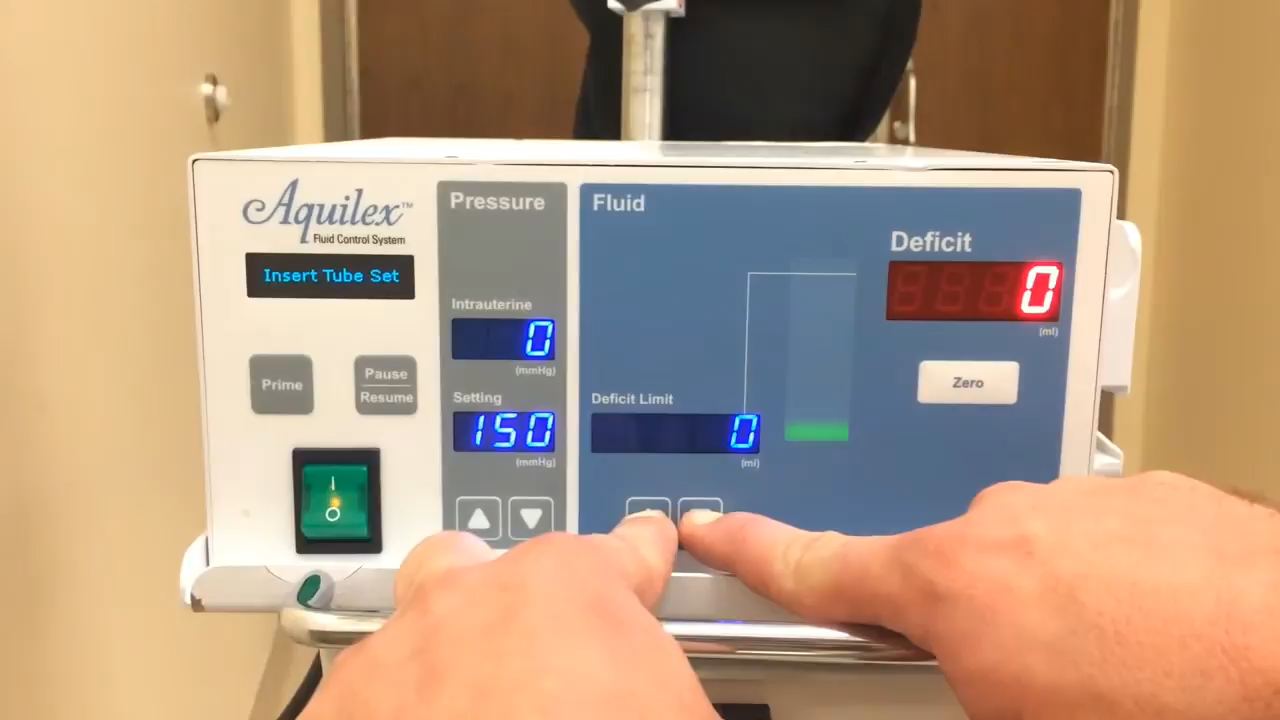 Aquilex™
Fluid Control System
Insert Tube Set
Prime
Pause
Resume
Pressure
Intrauterine
0
(mmHg)
Setting
150
(mmHg)
Fluid
Deficit Limit
0
(ml)
Deficit
0
(ml)
Zero